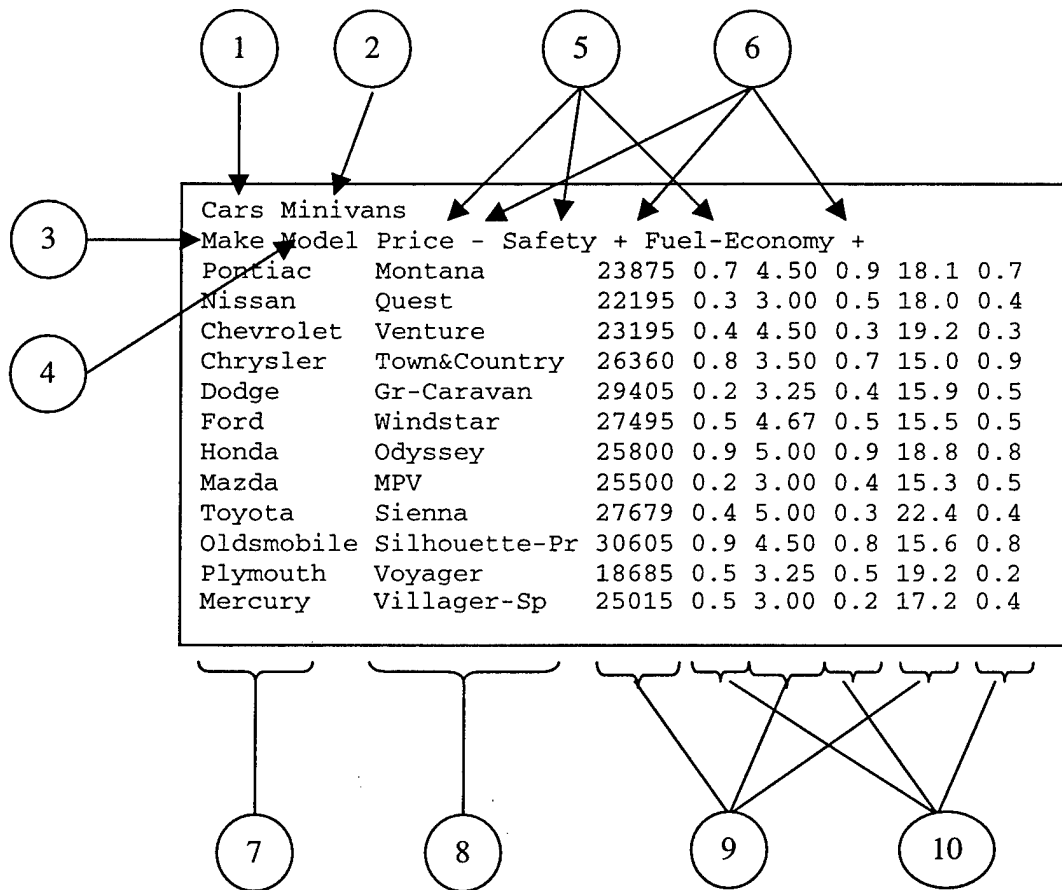 1 2 5 6
Cars Minivans
3
Make Model Price - Safety + Fuel-Economy +
Pontiac Montana 23875 0.7 4.50 0.9 18.1 0.7
Nissan Quest 22195 0.3 3.00 0.5 18.0 0.4
Chevrolet Venture 23195 0.4 4.50 0.3 19.2 0.3
4
Chrysler Town&Country 26360 0.8 3.50 0.7 15.0 0.9
Dodge Gr-Caravan 29405 0.2 3.25 0.4 15.9 0.5
Ford Windstar 27495 0.5 4.67 0.5 15.5 0.5
Honda Odyssey 25800 0.9 5.00 0.9 18.8 0.8
Mazda MPV 25500 0.2 3.00 0.4 15.3 0.5
Toyota Sienna 27679 0.4 5.00 0.3 22.4 0.4
Oldsmobile Silhouette-Pr 30605 0.9 4.50 0.8 15.6 0.8
Plymouth Voyager 18685 0.5 3.25 0.5 19.2 0.2
Mercury Villager-Sp 25015 0.5 3.00 0.2 17.2 0.4
7 8 9 10